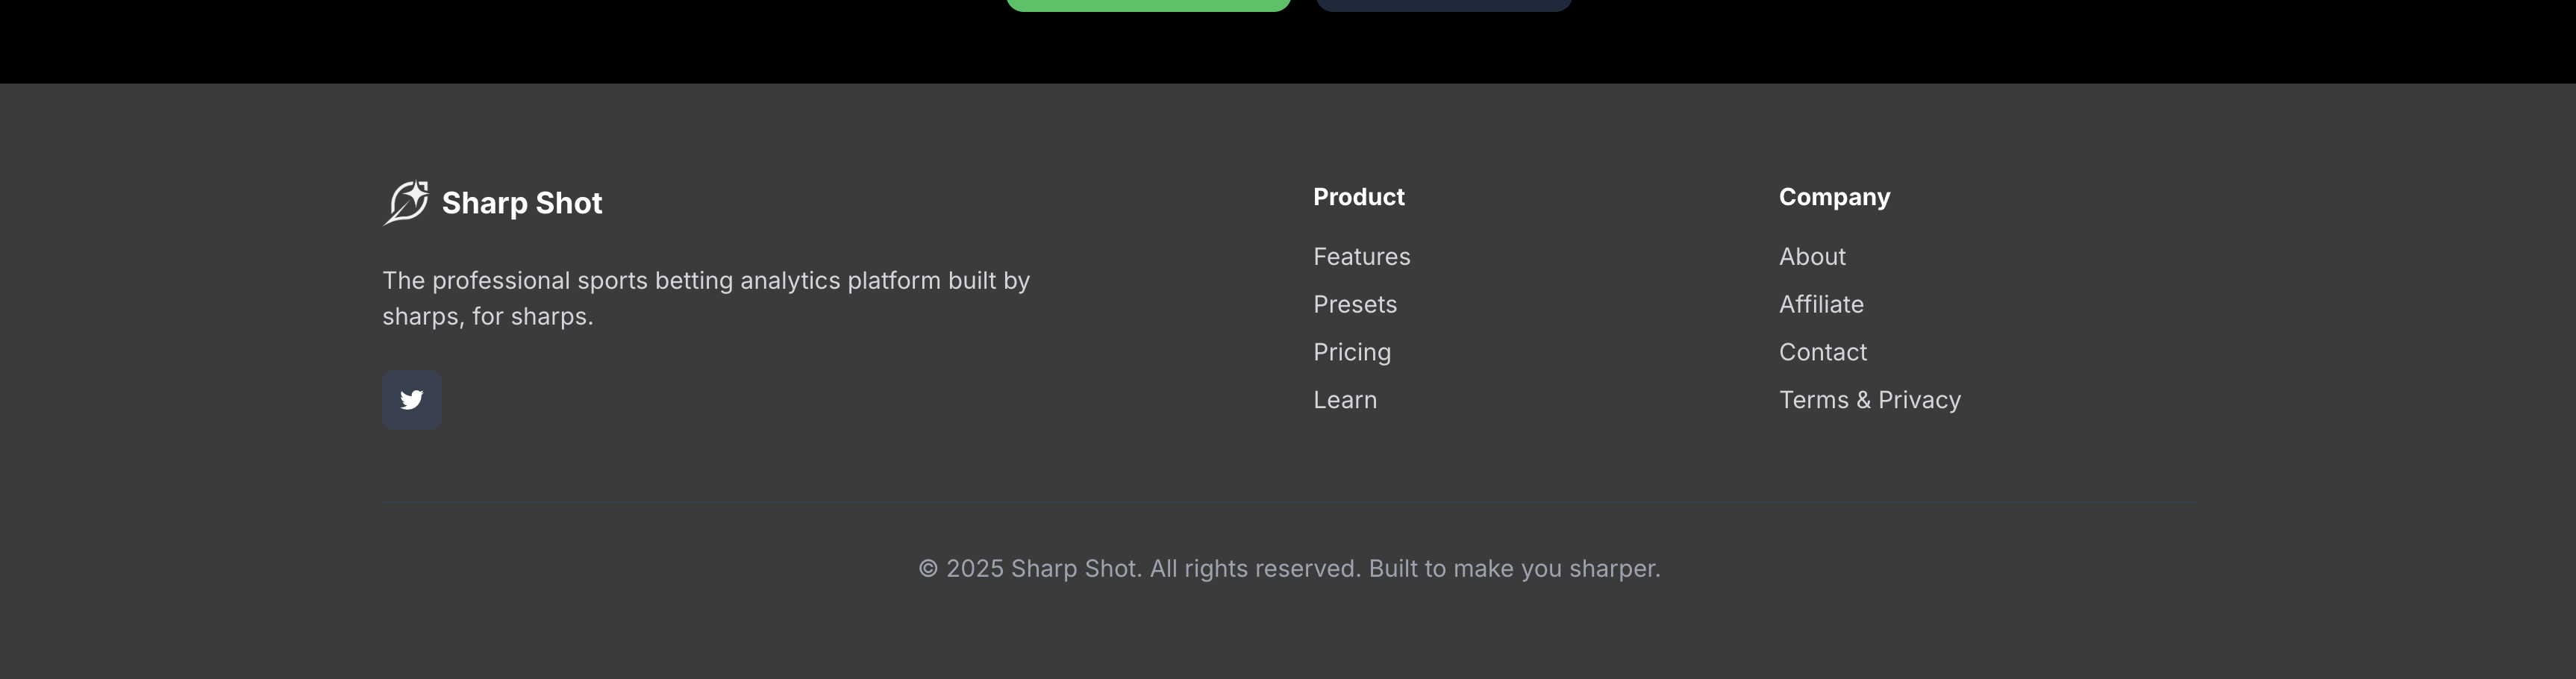 Sharp Shot
The professional sports betting analytics platform built by
sharps, for sharps.
Product
Features
Presets
Pricing
Learn
Company
About
Affiliate
Contact
Terms & Privacy
© 2025 Sharp Shot. All rights reserved. Built to make you sharper.